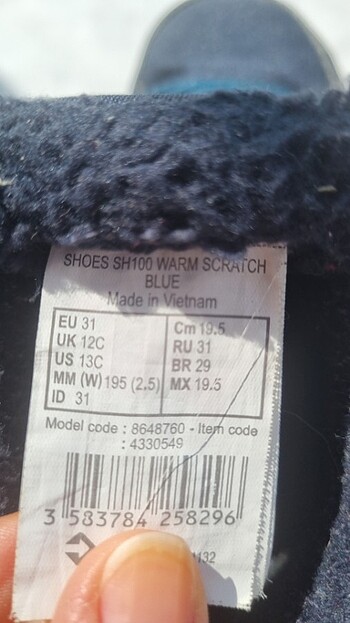 SHOES SH100 WARM SCRATCH
BLUE
Made in Vietnam
EU 31
UK 12C
US 13C
MM (W) 195 (2.5)
ID 31
Cm 19.5
RU 31
BR 29
MX 19.5
Model code : 8648760 - Item code
: 4330549
3 583784 258296